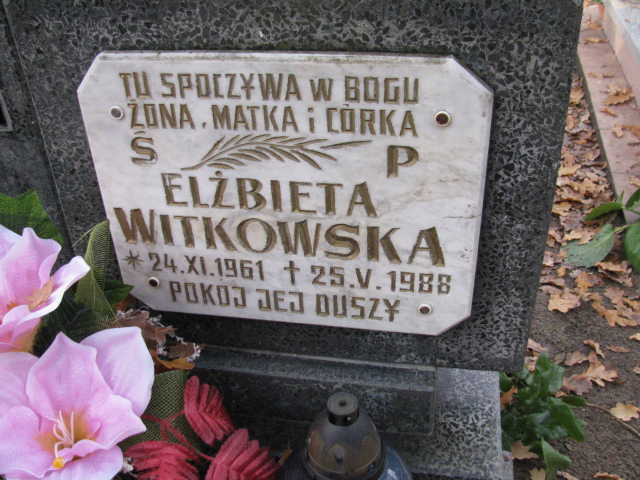 TU SPOCZYWA W BOGU
ŻONA, MATKA i CÓRKA
Ś P
ELŻBIETA
WITKOWSKA
* 24.XI.1961 † 25.V.1988
POKÓJ JEJ DUSZY